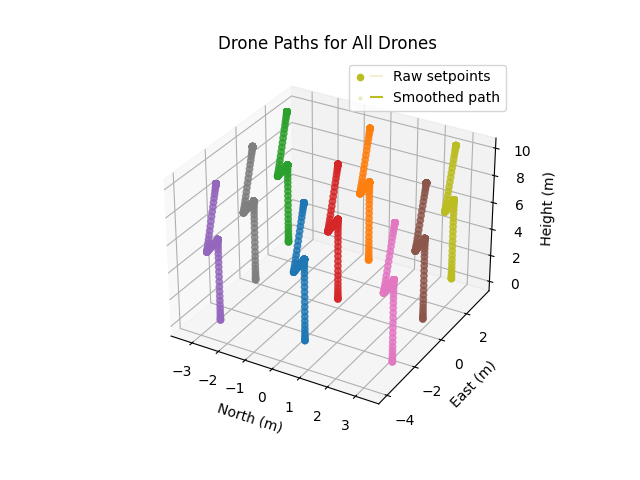 Drone Paths for All Drones
Raw setpoints
Smoothed path
10
8
6
4
2
0
Height (m)
−3
−2
−1
0
1
2
3
North (m)
−4
−2
0
2
East (m)